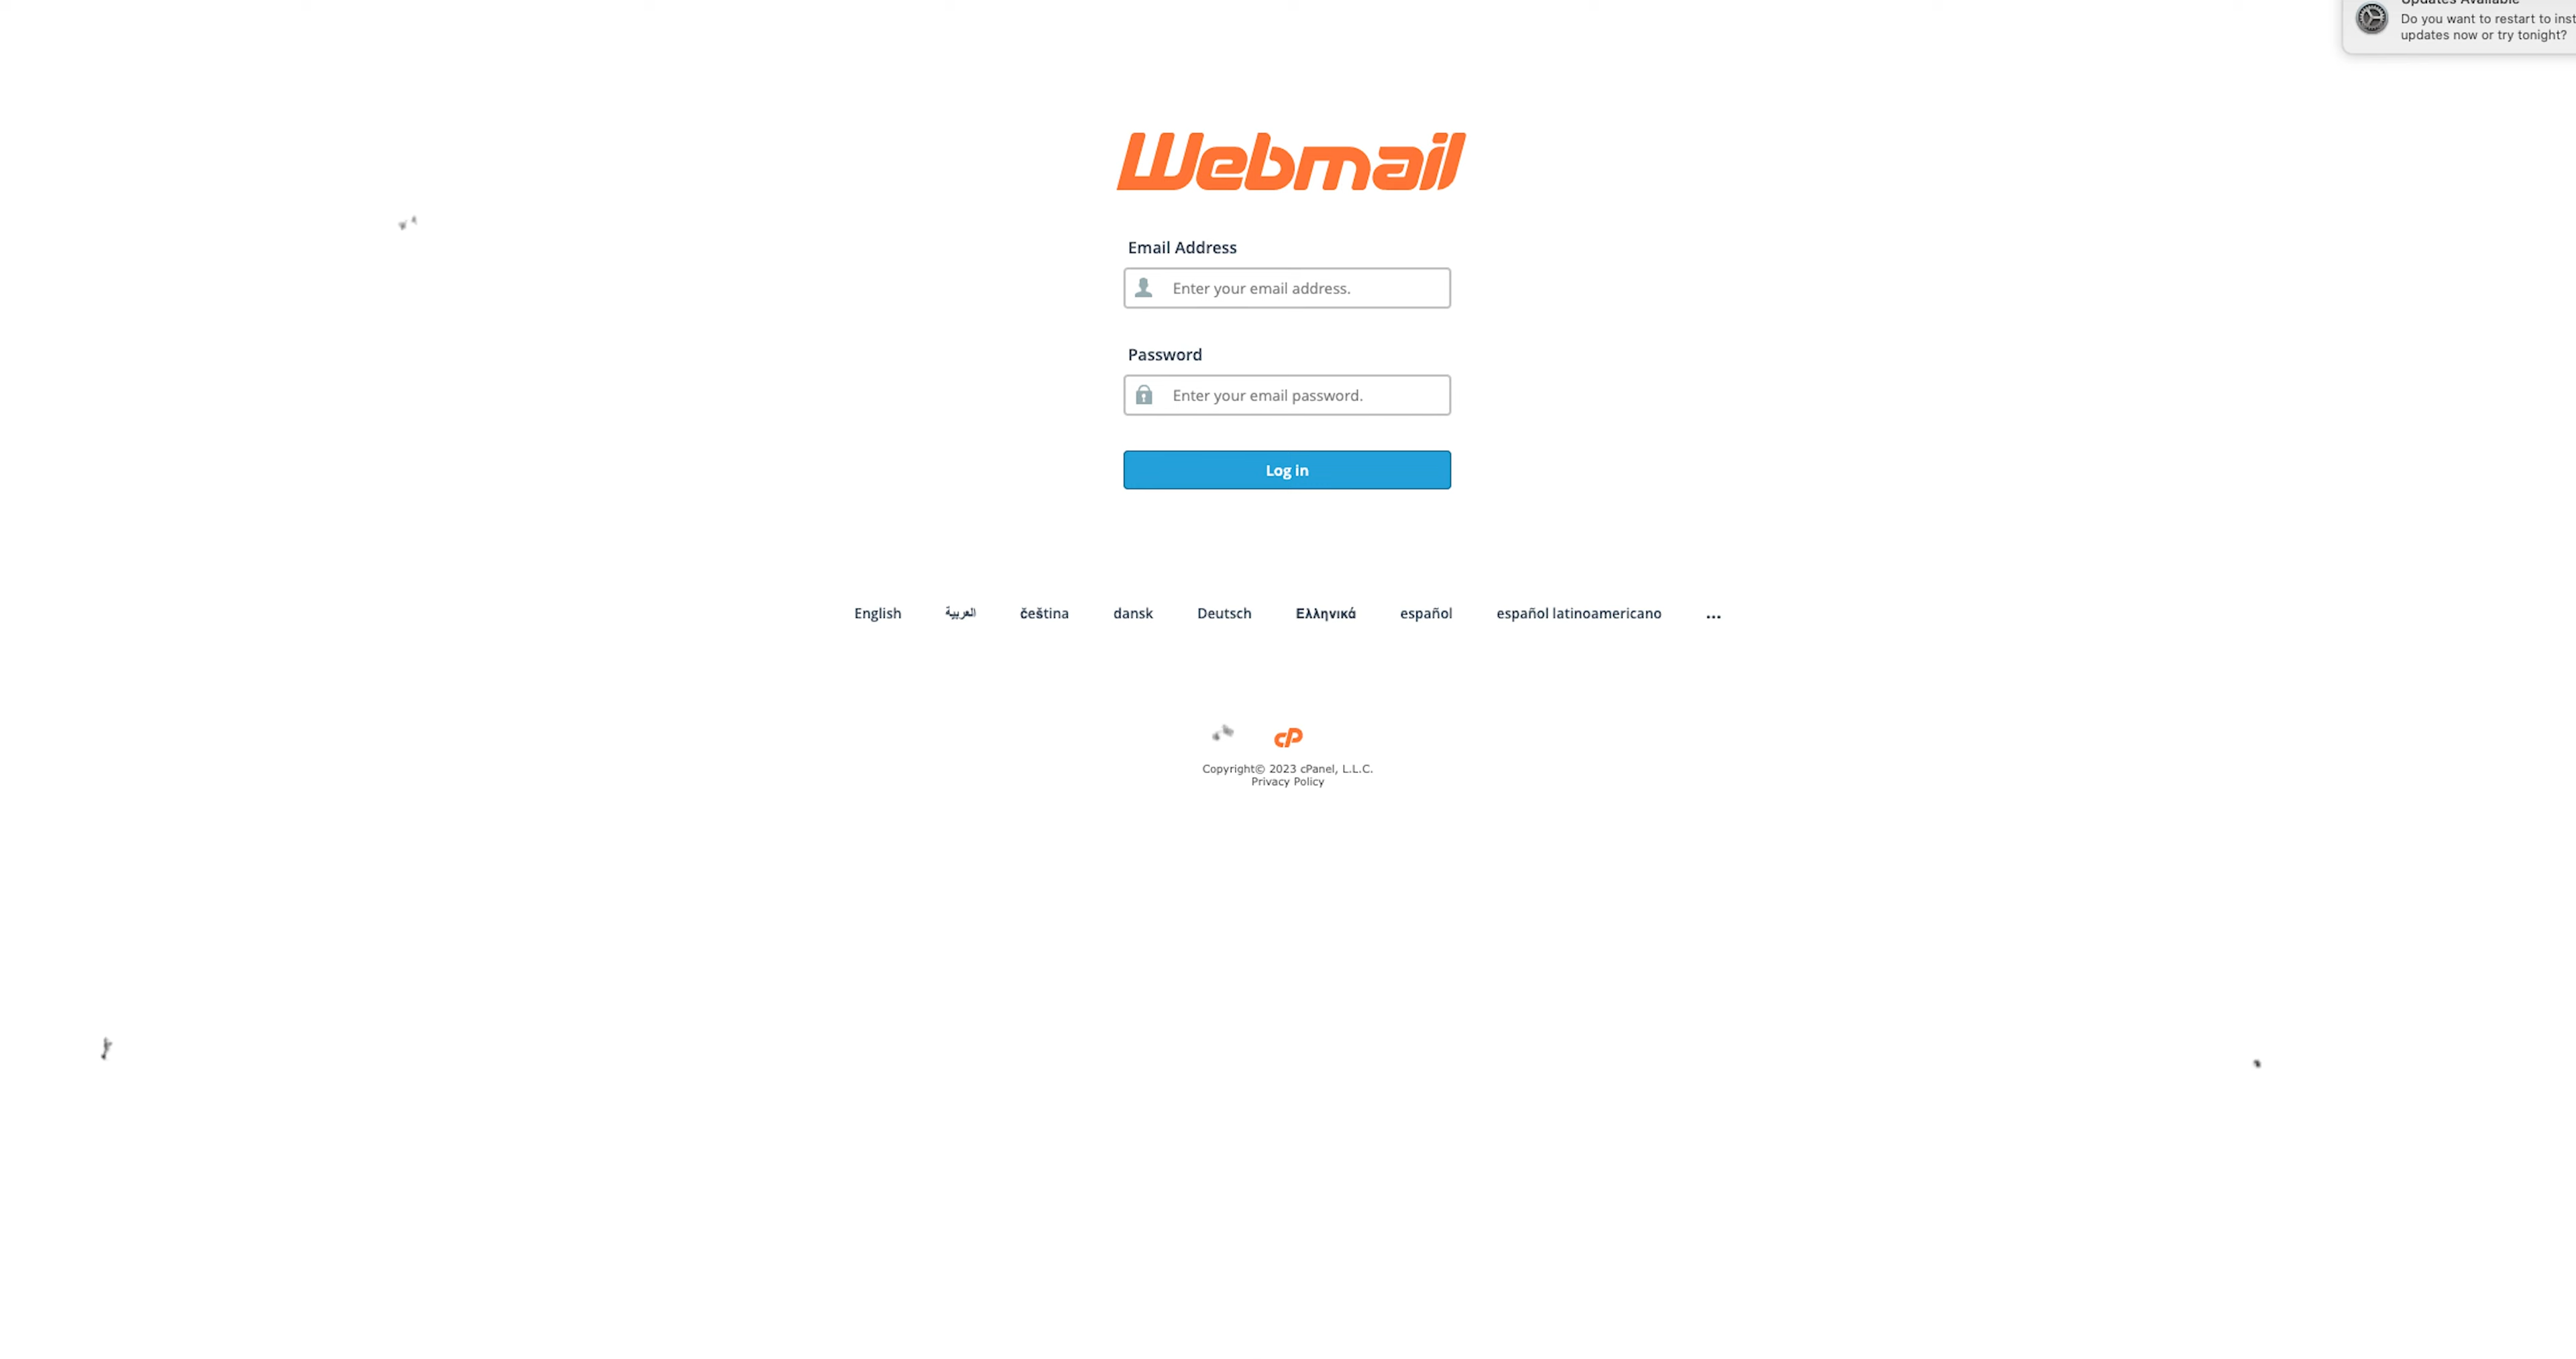 Do you want to restart to inst
updates now or try tonight?
Webmail
Email Address
Enter your email address.
Password
Enter your email password.
Log in
English العربية čeština dansk Deutsch Ελληνικά español español latinoamericano ...
cP
Copyright© 2023 cPanel, L.L.C.
Privacy Policy